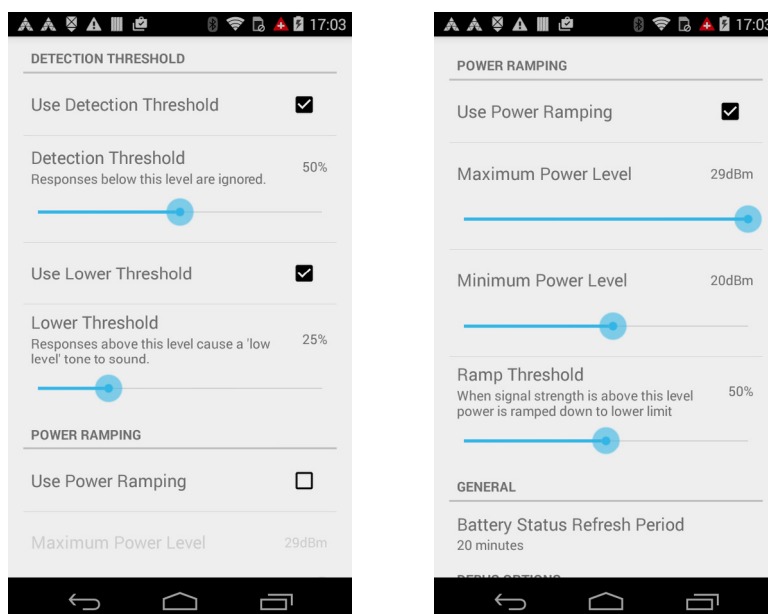 17:03
DETECTION THRESHOLD
Use Detection Threshold
Detection Threshold
50%
Responses below this level are ignored.
Use Lower Threshold
Lower Threshold
25%
Responses above this level cause a 'low
level' tone to sound.
POWER RAMPING
Use Power Ramping
Maximum Power Level
29dBm
17:03
POWER RAMPING
Use Power Ramping
Maximum Power Level
29dBm
Minimum Power Level
20dBm
Ramp Threshold
50%
When signal strength is above this level
power is ramped down to lower limit
GENERAL
Battery Status Refresh Period
20 minutes
DEBUG OPTIONS